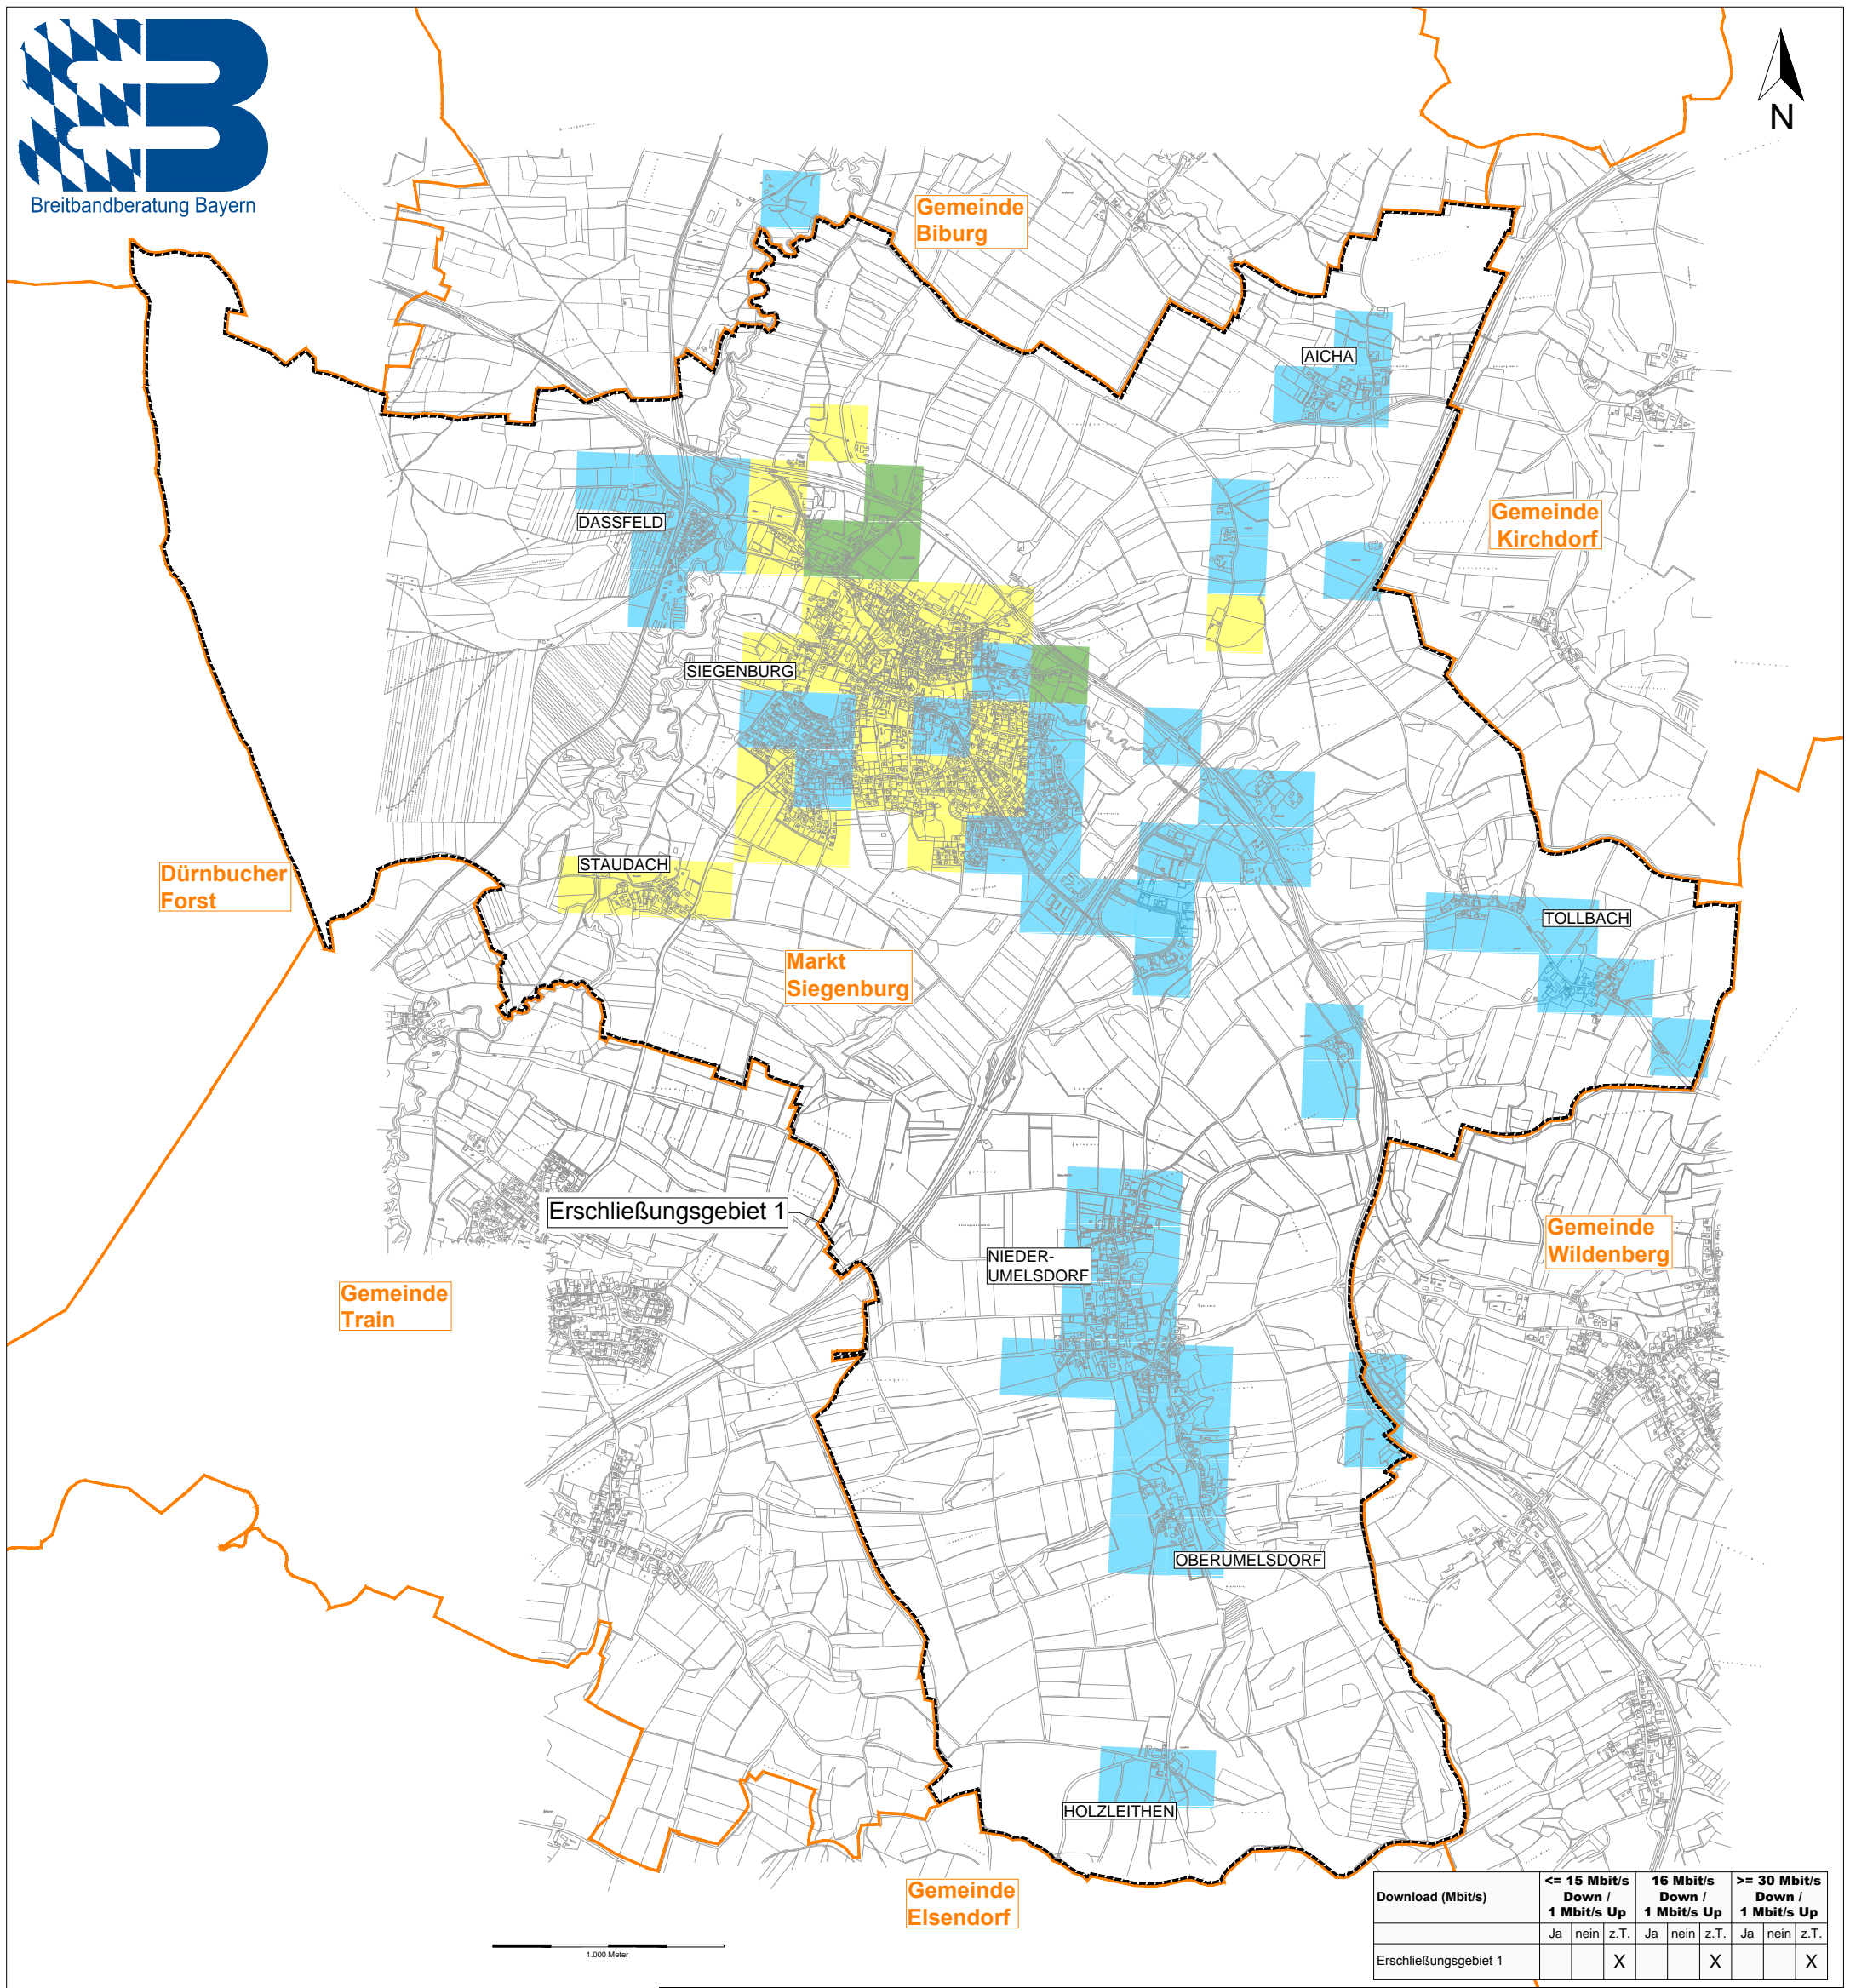 Breitbandberatung Bayern
N
Gemeinde
Biburg
AICHA
DASSFELD
Gemeinde
Kirchdorf
SIEGENBURG
STAUDACH
Dürnbucher
Forst
TOLLBACH
Markt
Siegenburg
Erschließungsgebiet 1
NIEDER-
UMELSDORF
Gemeinde
Wildenberg
Gemeinde
Train
OBERUMELSDORF
HOLZLEITHEN
Gemeinde
Elsendorf
1.000 Meter
Download (Mbit/s)
<= 15 Mbit/s
Down /
1 Mbit/s Up
16 Mbit/s
Down /
1 Mbit/s Up
>= 30 Mbit/s
Down /
1 Mbit/s Up
Ja nein z.T. Ja nein z.T. Ja nein z.T.
Erschließungsgebiet 1 X X X